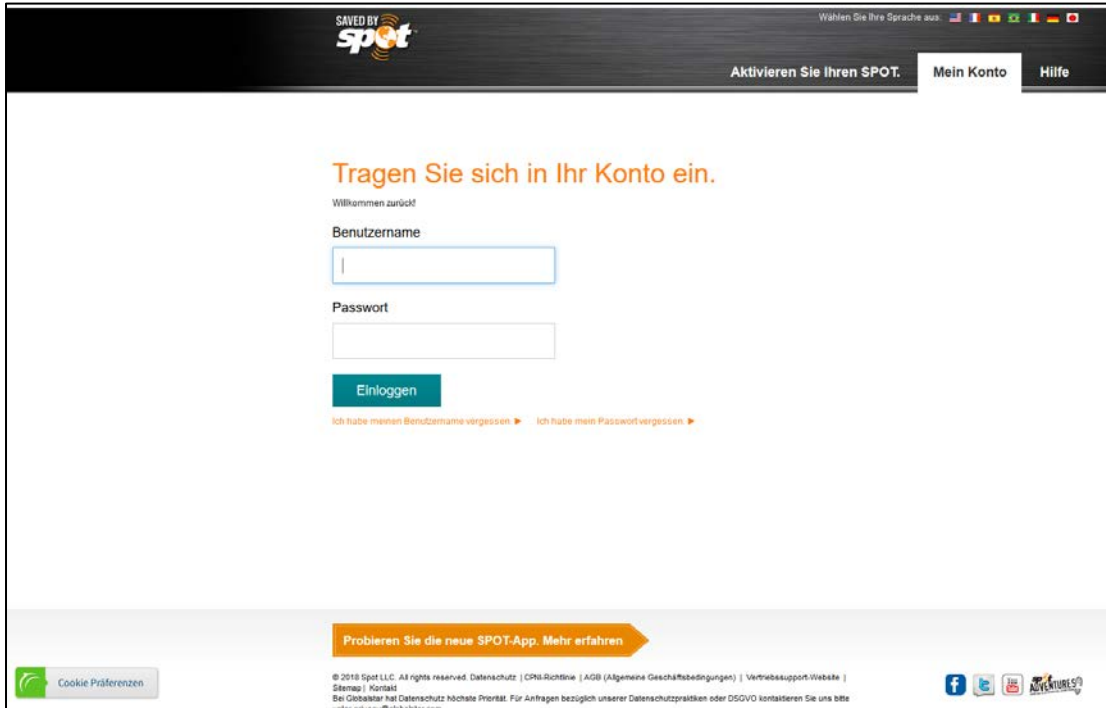 SAVED BY
spot
Wählen Sie Ihre Sprache aus:
Aktivieren Sie Ihren SPOT. Mein Konto Hilfe
Tragen Sie sich in Ihr Konto ein.
Willkommen zurück!
Benutzername
Passwort
Einloggen
Ich habe meinen Benutzername vergessen ► Ich habe mein Passwort vergessen ►
Probieren Sie die neue SPOT-App. Mehr erfahren
Cookie Präferenzen
© 2018 Spot LLC. All rights reserved. Datenschutz | CPNI-Richtlinie | AGB (Allgemeine Geschäftsbedingungen) | Vertriebssupport-Website |
Sitemap | Kontakt
Bei Globalstar hat Datenschutz höchste Priorität. Für Anfragen bezüglich unserer Datenschutzpraktiken oder DSGVO kontaktieren Sie uns bitte
ADVENTURES